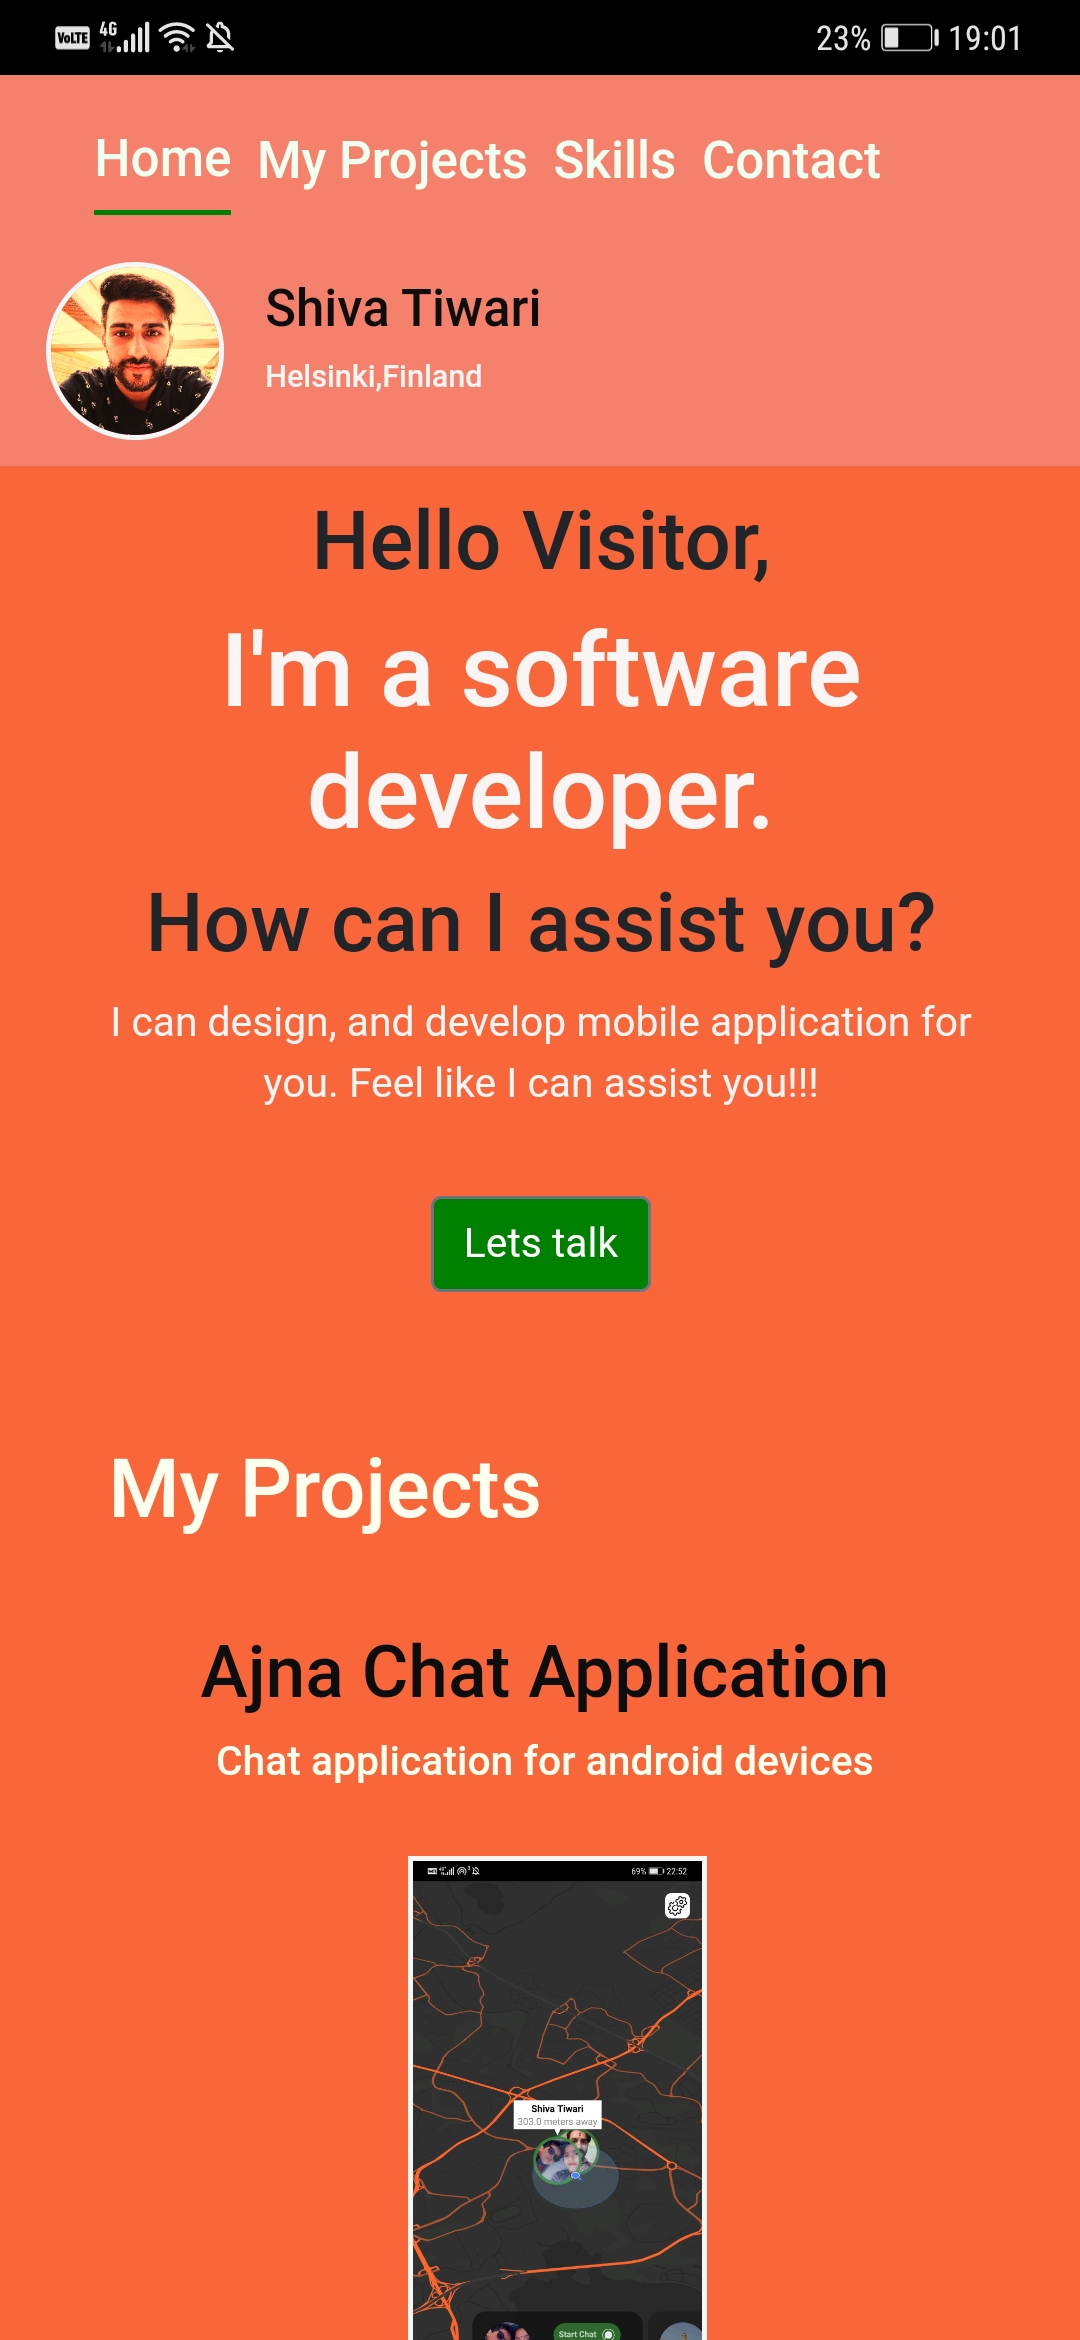 VoLTE 4G 23% 19:01
Home My Projects Skills Contact
Shiva Tiwari
Helsinki,Finland
Hello Visitor,
I'm a software
developer.
How can I assist you?
I can design, and develop mobile application for
you. Feel like I can assist you!!!
Lets talk
My Projects
Ajna Chat Application
Chat application for android devices
69% 22:52
Shiva Tiwari
303.0 meters away
Start Chat